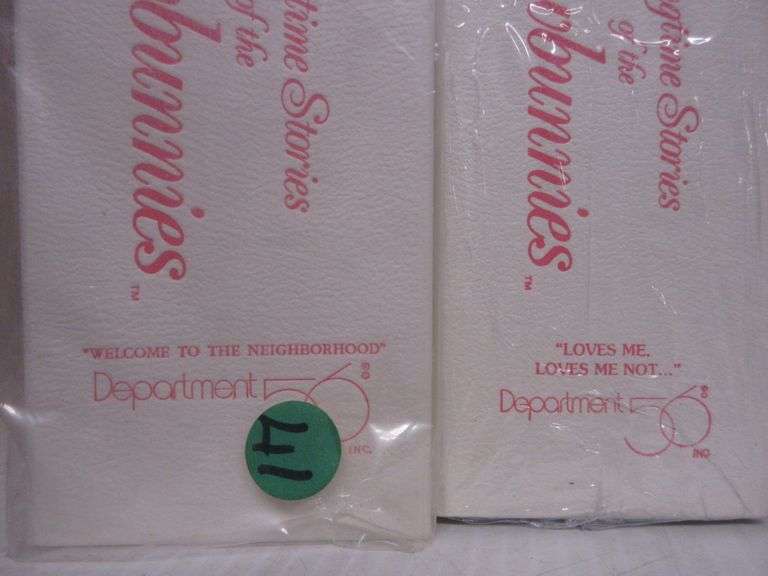 time Stories
of the
bunnies
TM
"WELCOME TO THE NEIGHBORHOOD"
Department 56 ®
INC.
41
ytime Stories
of the
bunnies
TM
"LOVES ME,
LOVES ME NOT..."
Department 56 ®
INC.